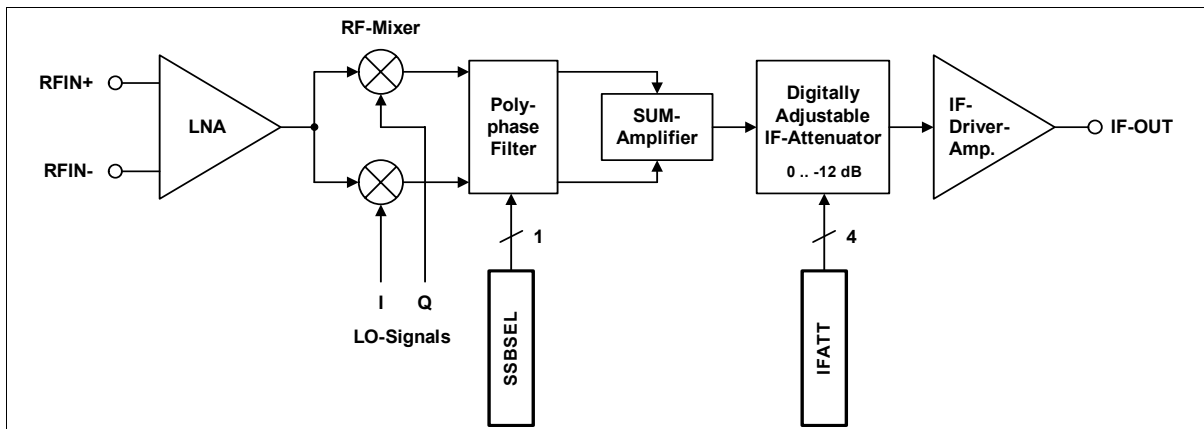 RF-Mixer
RFIN+
RFIN-
LNA
Poly-
phase
Filter
SUM-
Amplifier
Digitally
Adjustable
IF-Attenuator
0 .. -12 dB
IF-
Driver-
Amp.
IF-OUT
1
4
I
Q
LO-Signals
SSBSEL
IFATT